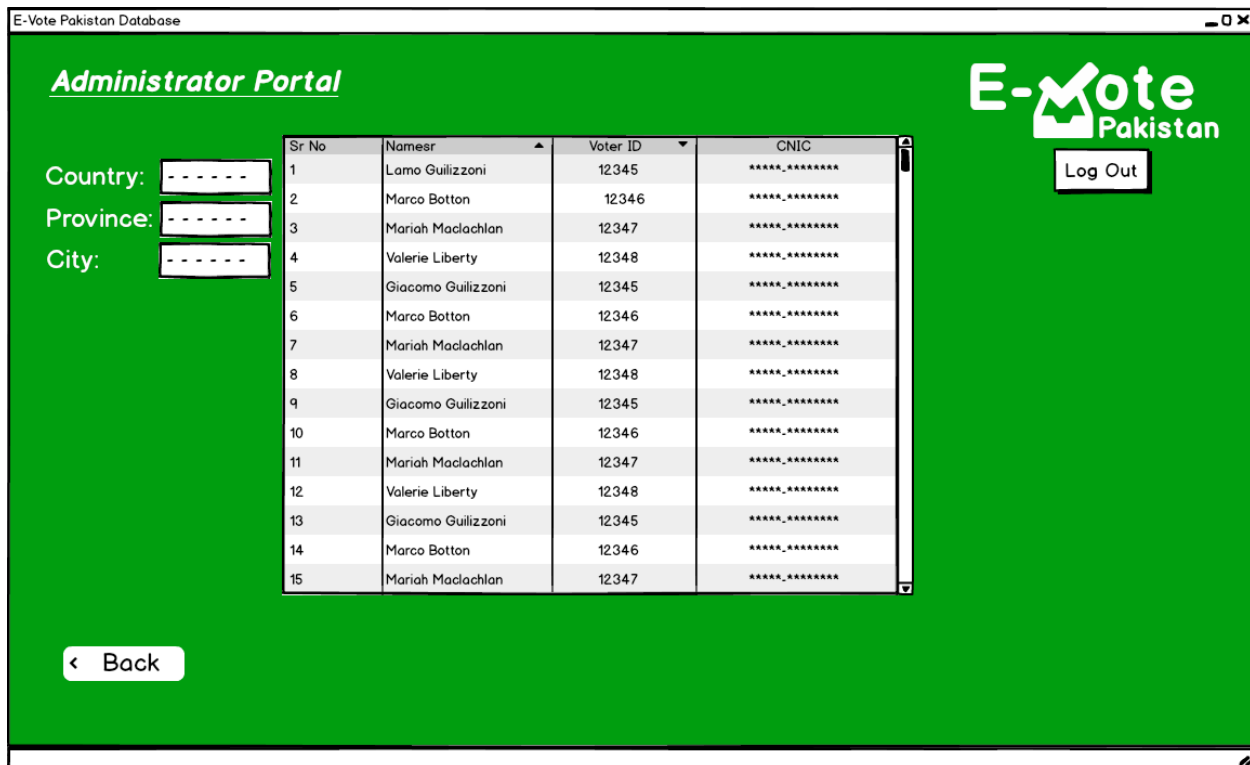 E-Vote Pakistan Database
Administrator Portal
E-Vote
Pakistan
Log Out
Country: - - - - - -
Province: - - - - - -
City: - - - - - -
Sr No Namesr Voter ID CNIC
1 Lamo Guilizzoni 12345 *****-********
2 Marco Botton 12346 *****-********
3 Mariah Maclachlan 12347 *****-********
4 Valerie Liberty 12348 *****-********
5 Giacomo Guilizzoni 12345 *****-********
6 Marco Botton 12346 *****-********
7 Mariah Maclachlan 12347 *****-********
8 Valerie Liberty 12348 *****-********
9 Giacomo Guilizzoni 12345 *****-********
10 Marco Botton 12346 *****-********
11 Mariah Maclachlan 12347 *****-********
12 Valerie Liberty 12348 *****-********
13 Giacomo Guilizzoni 12345 *****-********
14 Marco Botton 12346 *****-********
15 Mariah Maclachlan 12347 *****-********
< Back